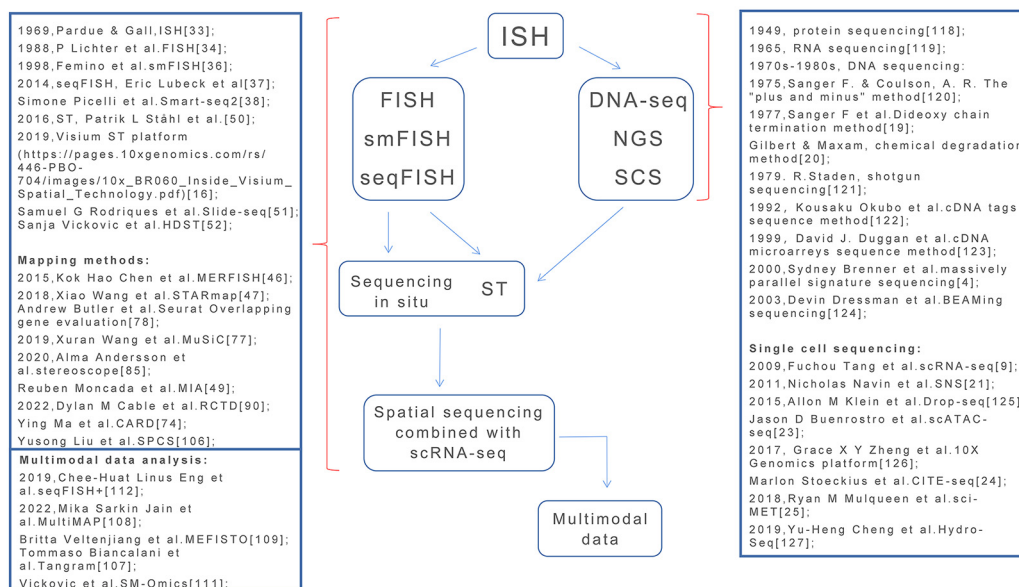 1969,Pardue & Gall,ISH[33];
1988,P Lichter et al.FISH[34];
1998,Femino et al.smFISH[36];
2014,seqFISH, Eric Lubeck et al[37];
Simone Picelli et al.Smart-seq2[38];
2016,ST, Patrik L Ståhl et al.[50];
2019,Visium ST platform
(https://pages.10xgenomics.com/rs/
446-PBO-
704/images/10x_BR060_Inside_Visium_
Spatial_Technology.pdf)[16];
Samuel G Rodriques et al.Slide-seq[51];
Sanja Vickovic et al.HDST[52];
Mapping methods:
2015,Kok Hao Chen et al.MERFISH[46];
2018,Xiao Wang et al.STARmap[47];
Andrew Butler et al.Seurat Overlapping
gene evaluation[78];
2019,Xuran Wang et al.MuSiC[77];
2020,Alma Andersson et
al.stereoscope[85];
Reuben Moncada et al.MIA[49];
2022,Dylan M Cable et al.RCTD[90];
Ying Ma et al.CARD[74];
Yusong Liu et al.SPCS[106];
Multimodal data analysis:
2019,Chee-Huat Linus Eng et
al.seqFISH+[112];
2022,Mika Sarkin Jain et
al.MultiMAP[108];
Britta Veltenjiang et al.MEFISTO[109];
Tommaso Biancalani et
al.Tangram[107];
Vickovic et al.SM-Omics[111];
ISH
FISH
smFISH
seqFISH
DNA-seq
NGS
SCS
Sequencing
in situ
ST
Spatial sequencing
combined with
scRNA-seq
Multimodal
data
1949, protein sequencing[118];
1965, RNA sequencing[119];
1970s-1980s, DNA sequencing:
1975,Sanger F. & Coulson, A. R. The
"plus and minus" method[120];
1977,Sanger F et al.Dideoxy chain
termination method[19];
Gilbert & Maxam, chemical degradation
method[20];
1979. R.Staden, shotgun
sequencing[121];
1992, Kousaku Okubo et al.cDNA tags
sequence method[122];
1999, David J. Duggan et al.cDNA
microarrays sequence method[123];
2000,Sydney Brenner et al.massively
parallel signature sequencing[4];
2003,Devin Dressman et al.BEAMing
sequencing[124];
Single cell sequencing:
2009,Fuchou Tang et al.scRNA-seq[9];
2011,Nicholas Navin et al.SNS[21];
2015,Allon M Klein et al.Drop-seq[125]
Jason D Buenrostro et al.scATAC-
seq[23];
2017, Grace X Y Zheng et al.10X
Genomics platform[126];
Marlon Stoeckius et al.CITE-seq[24];
2018,Ryan M Mulqueen et al.sci-
MET[25];
2019,Yu-Heng Cheng et al.Hydro-
Seq[127];